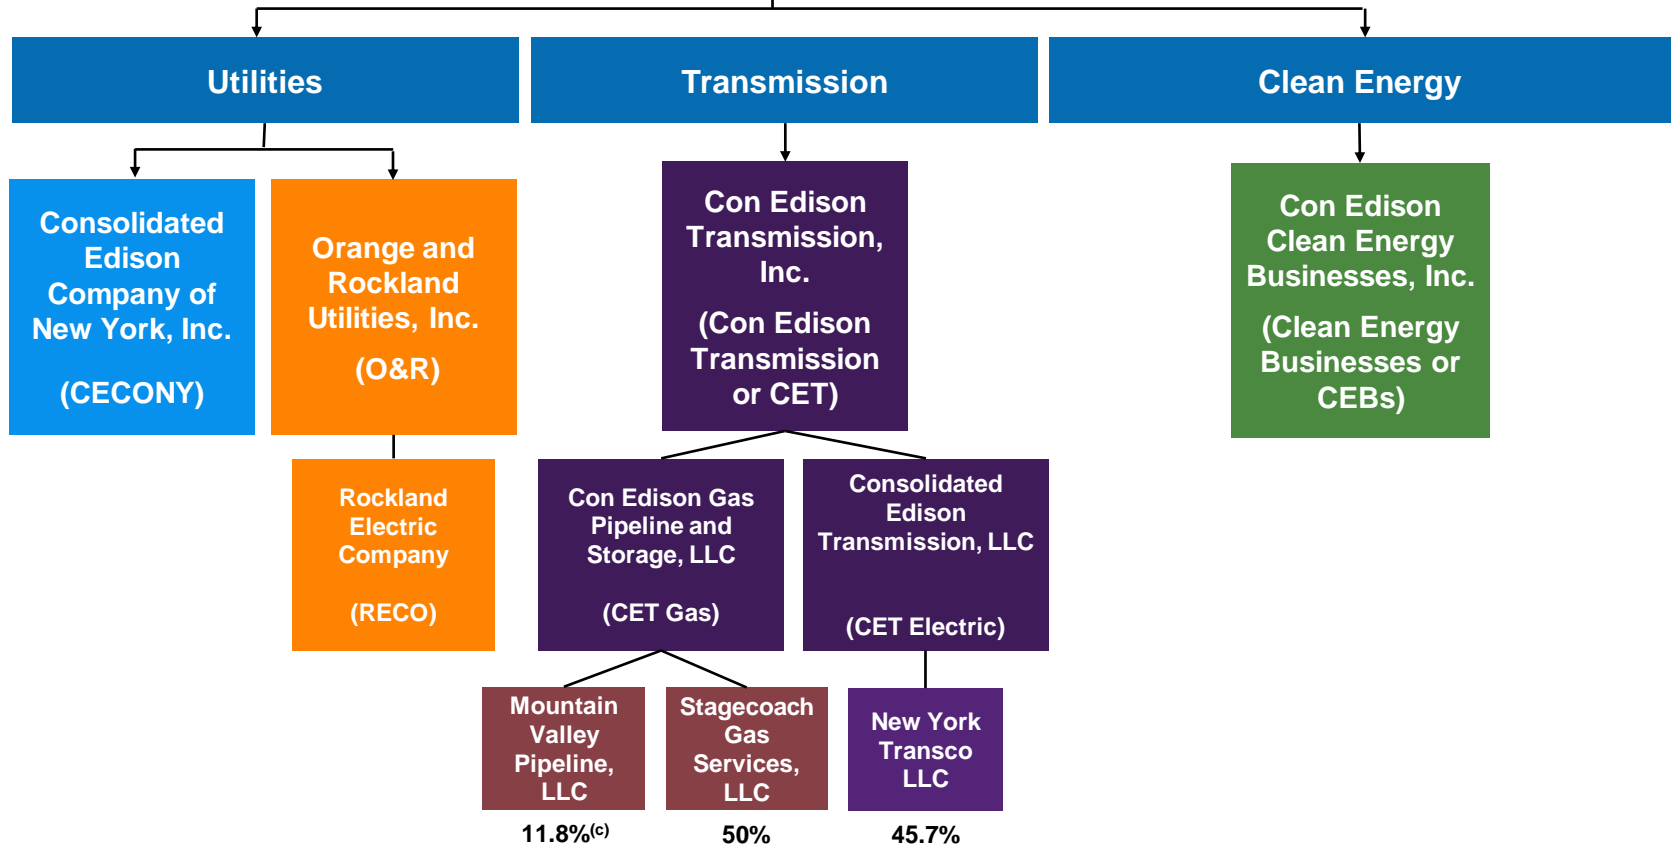 Utilities
Transmission
Clean Energy
Consolidated
Edison
Company of
New York, Inc.
(CECONY)
Orange and
Rockland
Utilities, Inc.
(O&R)
Con Edison
Transmission,
Inc.
(Con Edison
Transmission
or CET)
Con Edison
Clean Energy
Businesses, Inc.
(Clean Energy
Businesses or
CEBs)
Rockland
Electric
Company
(RECO)
Con Edison Gas
Pipeline and
Storage, LLC
(CET Gas)
Consolidated
Edison
Transmission, LLC
(CET Electric)
Mountain
Valley
Pipeline,
LLC
Stagecoach
Gas
Services,
LLC
New York
Transco
LLC
11.8%(c)
50%
45.7%